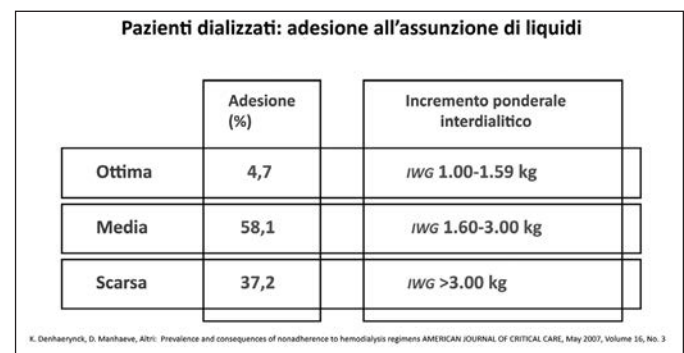 Pazienti dializzati: adesione all'assunzione di liquidi
Adesione
(%)
Incremento ponderale
interdialitico
Ottima 4,7 IWG 1.00-1.59 kg
Media 58,1 IWG 1.60-3.00 kg
Scarsa 37,2 IWG >3.00 kg
K. Denhaerynck, D. Manhaeve, Altri: Prevalence and consequences of nonadherence to hemodialysis regimens AMERICAN JOURNAL OF CRITICAL CARE, May 2007, Volume 16, No. 3